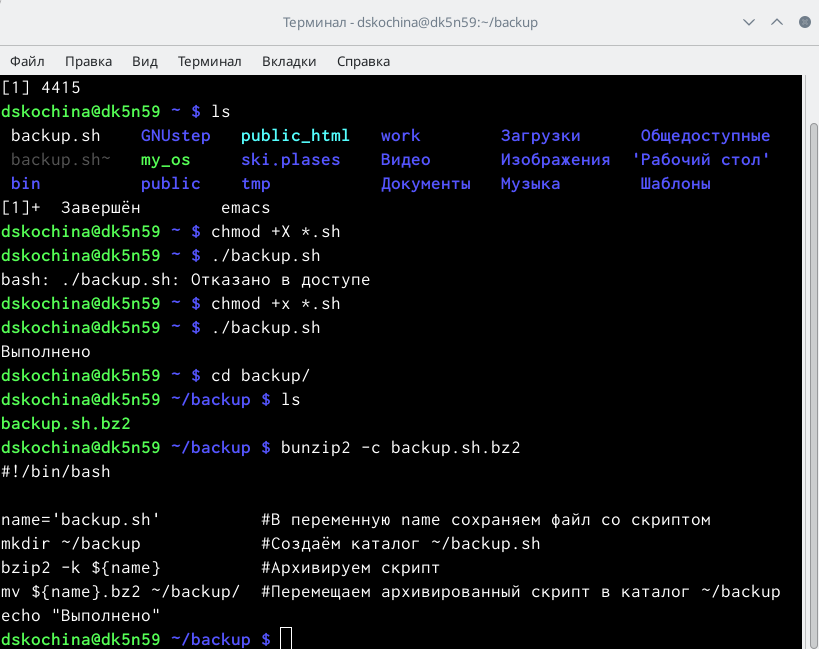 Терминал - dskochina@dk5n59:~/backup
Файл Правка Вид Терминал Вкладки Справка
[1] 4415
dskochina@dk5n59 ~ $ ls
backup.sh GNUstep public_html work Загрузки Общедоступные
backup.sh~ my_os ski.plases Видео Изображения 'Рабочий стол'
bin public tmp Документы Музыка Шаблоны
[1]+ Завершён emacs
dskochina@dk5n59 ~ $ chmod +X *.sh
dskochina@dk5n59 ~ $ ./backup.sh
bash: ./backup.sh: Отказано в доступе
dskochina@dk5n59 ~ $ chmod +x *.sh
dskochina@dk5n59 ~ $ ./backup.sh
Выполнено
dskochina@dk5n59 ~ $ cd backup/
dskochina@dk5n59 ~/backup $ ls
backup.sh.bz2
dskochina@dk5n59 ~/backup $ bunzip2 -c backup.sh.bz2
#!/bin/bash
name='backup.sh' #В переменную name сохраняем файл со скриптом
mkdir ~/backup #Создаём каталог ~/backup.sh
bzip2 -k ${name} #Архивируем скрипт
mv ${name}.bz2 ~/backup/ #Перемещаем архивированный скрипт в каталог ~/backup
echo "Выполнено"
dskochina@dk5n59 ~/backup $